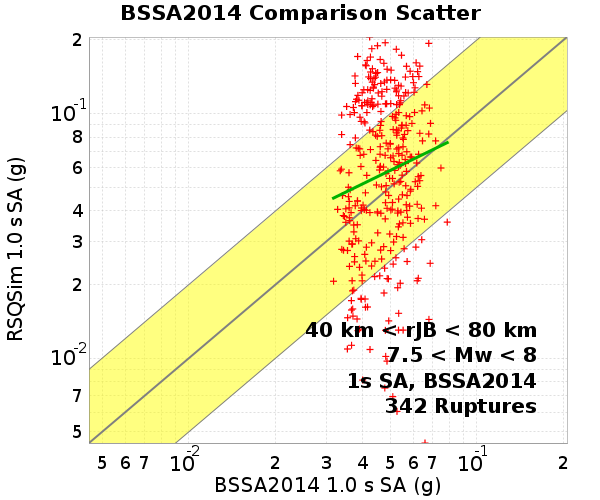 BSSA2014 Comparison Scatter
RSQSim 1.0 s SA (g)
2
10-1
8
6
4
3
2
10-2
7
5
40 km < rJB < 80 km
7.5 < Mw < 8
1s SA, BSSA2014
342 Ruptures
5 6 7 10-2 2 3 4 5 6 7 10-1 2
BSSA2014 1.0 s SA (g)